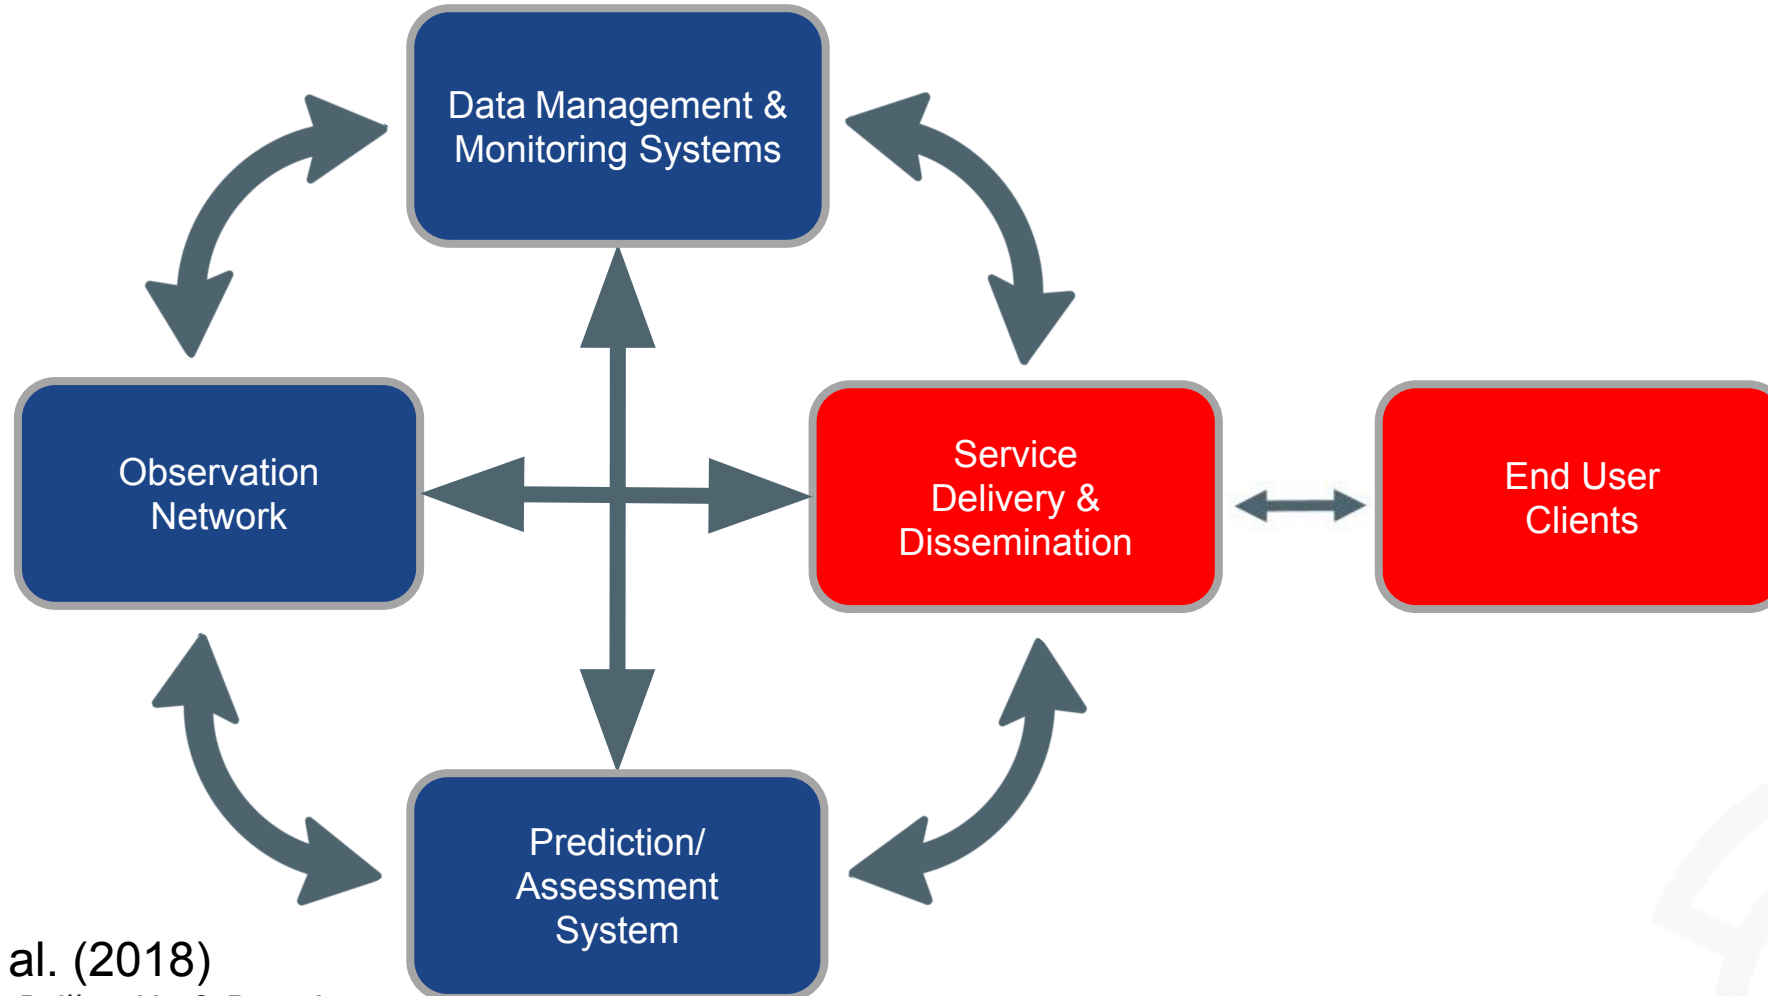 Data Management &
Monitoring Systems
Observation
Network
Service
Delivery &
Dissemination
End User
Clients
Prediction/
Assessment
System
al. (2018)